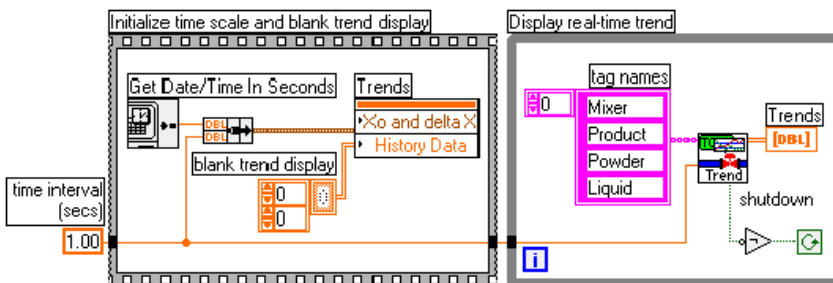 Initialize time scale and blank trend display
Display real-time trend
Get Date/Time In Seconds
Trends
DBL
DBL
Xo and delta X
History Data
blank trend display
0
0
0
time interval
(secs)
1.00
tag names
0
Mixer
Product
Powder
Liquid
Trend
Trends
[DBL]
shutdown
i